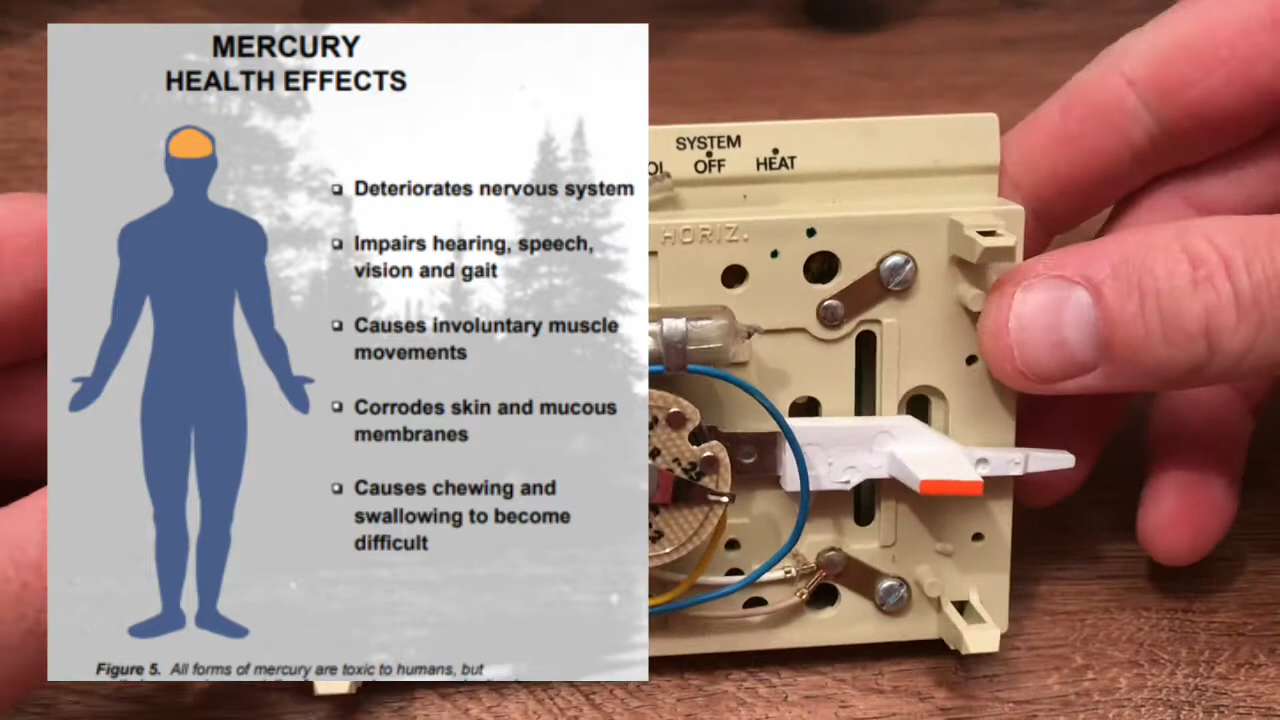 MERCURY
HEALTH EFFECTS
Deteriorates nervous system
Impairs hearing, speech,
vision and gait
Causes involuntary muscle
movements
Corrodes skin and mucous
membranes
Causes chewing and
swallowing to become
difficult
Figure 5. All forms of mercury are toxic to humans, but
SYSTEM
OFF
HEAT
HORIZ.